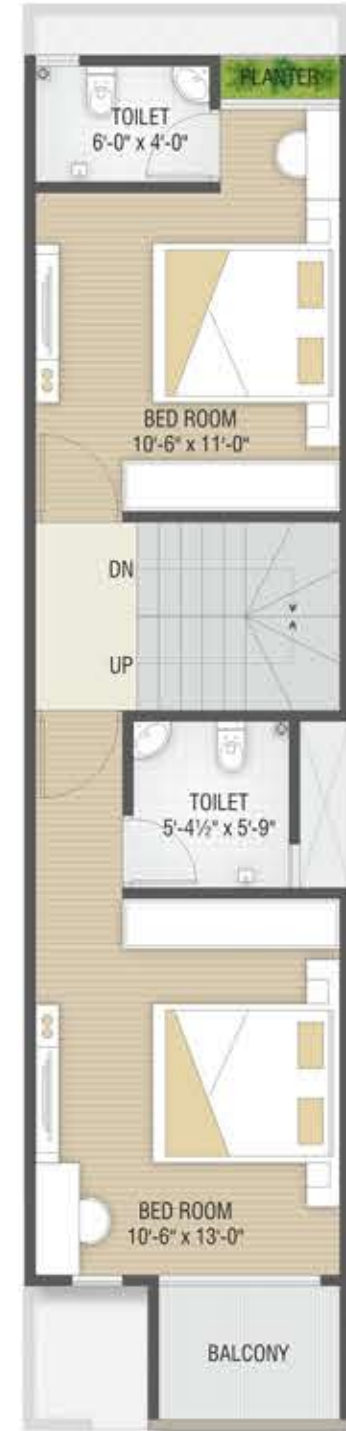 PLANTER
TOILET
6'-0" x 4'-0"
BED ROOM
10'-6" x 11'-0"
DN
UP
TOILET
5'-4½" x 5'-9"
BED ROOM
10'-6" x 13'-0"
BALCONY